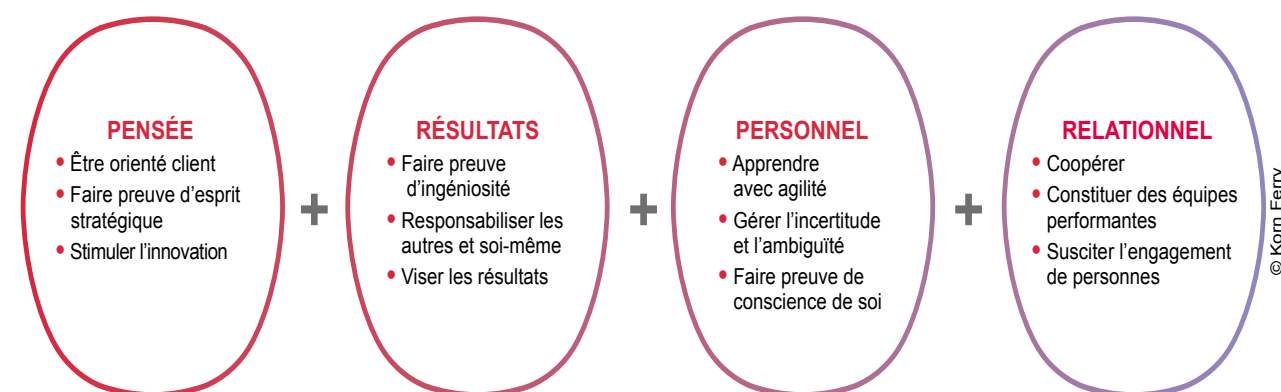 PENSÉE
• Être orienté client
• Faire preuve d'esprit
stratégique
• Stimuler l'innovation
+
RÉSULTATS
• Faire preuve
d'ingéniosité
• Responsabiliser les
autres et soi-même
• Viser les résultats
+
PERSONNEL
• Apprendre
avec agilité
• Gérer l'incertitude
et l'ambiguïté
• Faire preuve de
conscience de soi
+
RELATIONNEL
• Coopérer
• Constituer des équipes
performantes
• Susciter l'engagement
de personnes
© Korn Ferry